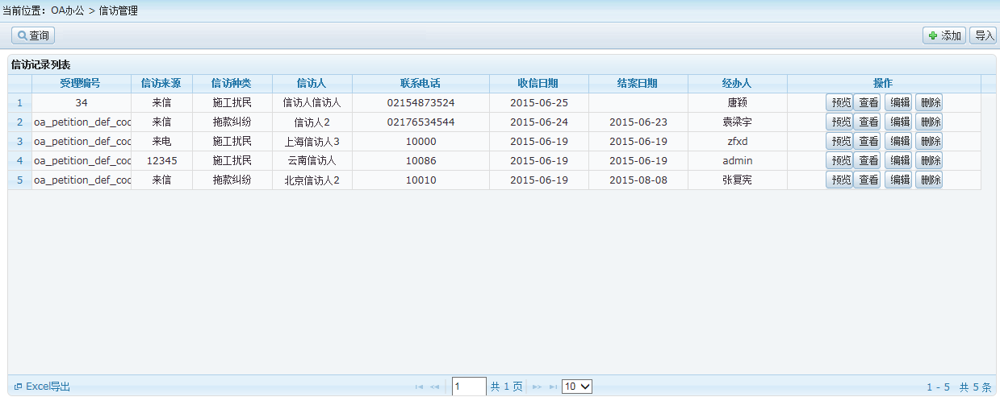 当前位置：OA办公 > 信访管理
查询 添加 导入
信访记录列表
受理编号 信访来源 信访种类 信访人 联系电话 收信日期 结案日期 经办人 操作
1 34 来信 施工扰民 信访人信访人 02154873524 2015-06-25 唐颖 预览 查看 编辑 删除
2 oa_petition_def_coc 来信 拖款纠纷 信访人2 02176534544 2015-06-24 2015-06-23 袁梁宇 预览 查看 编辑 删除
3 oa_petition_def_coc 来电 施工扰民 上海信访人3 10000 2015-06-19 2015-06-19 zfxd 预览 查看 编辑 删除
4 12345 来信 施工扰民 云南信访人 10086 2015-06-19 2015-06-19 admin 预览 查看 编辑 删除
5 oa_petition_def_coc 来信 拖款纠纷 北京信访人2 10010 2015-06-19 2015-08-08 张复宪 预览 查看 编辑 删除
Excel导出 1 共 1 页 10 1 - 5 共 5 条